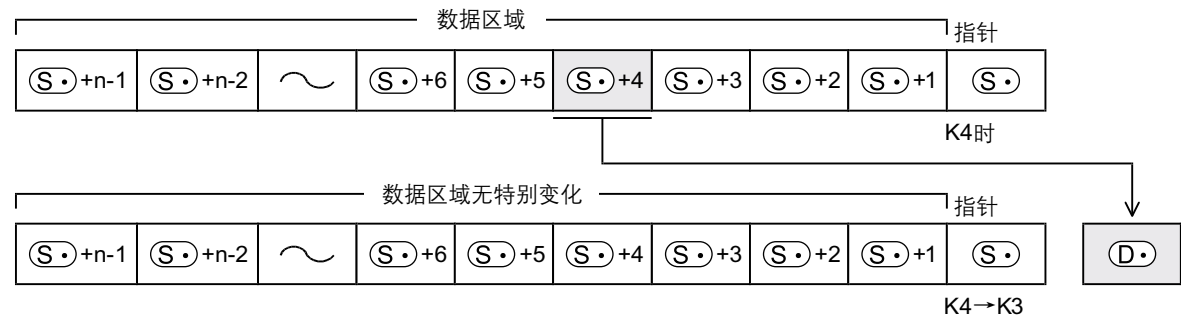 数据区域
指针
S・+n-1 S・+n-2 S・+6 S・+5 S・+4 S・+3 S・+2 S・+1 S・
K4时
数据区域无特别变化
指针
S・+n-1 S・+n-2 S・+6 S・+5 S・+4 S・+3 S・+2 S・+1 S・ D・
K4→K3